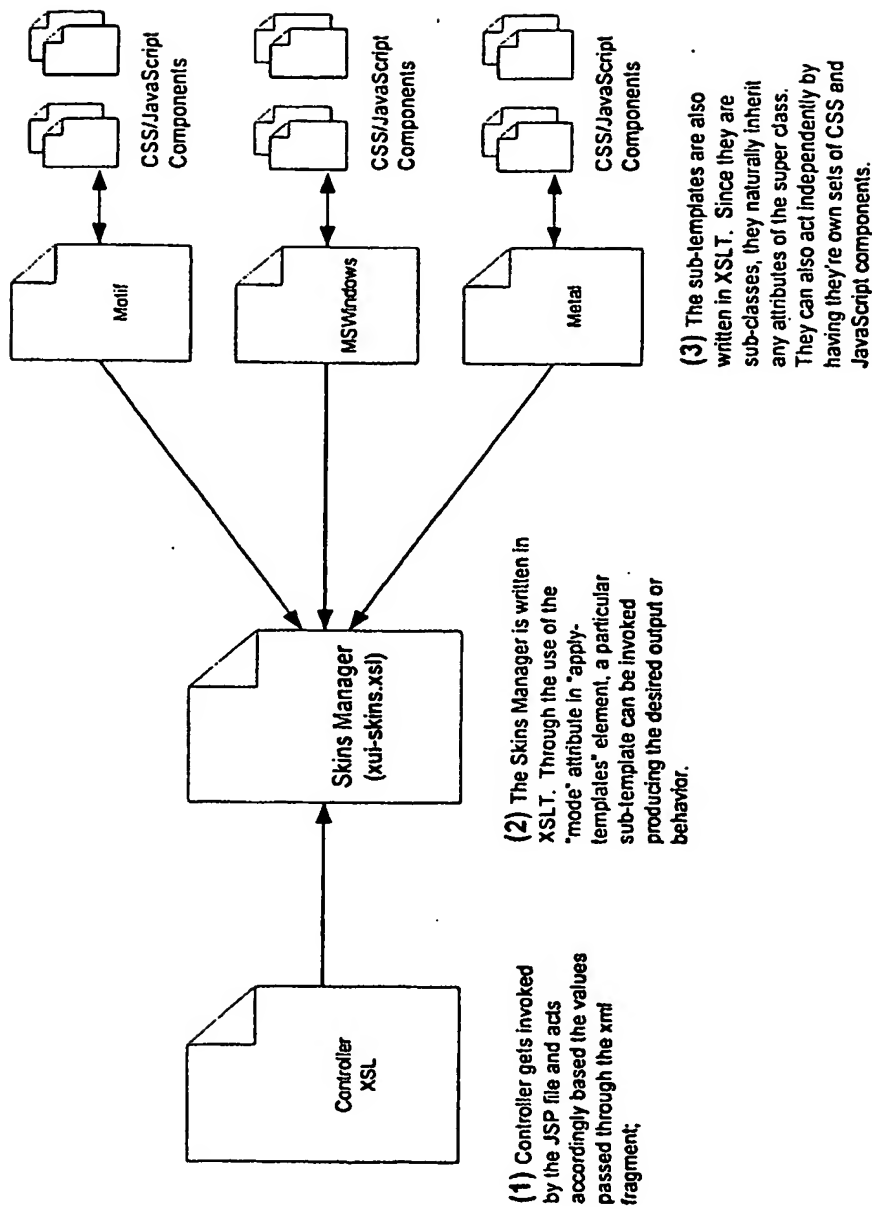 Controller
XSL
(1) Controller gets invoked
by the JSP file and acts
accordingly based the values
passed through the xml
fragment;
Skins Manager
(xui-skins.xsl)
(2) The Skins Manager is written in
XSLT. Through the use of the
"mode" attribute in "apply-
templates" element, a particular
sub-template can be invoked
producing the desired output or
behavior.
Motif
CSS/JavaScript
Components
MSWindows
CSS/JavaScript
Components
Metal
CSS/JavaScript
Components
(3) The sub-templates are also
written in XSLT. Since they are
sub-classes, they naturally inherit
any attributes of the super class.
They can also act independently by
having they're own sets of CSS and
JavaScript components.